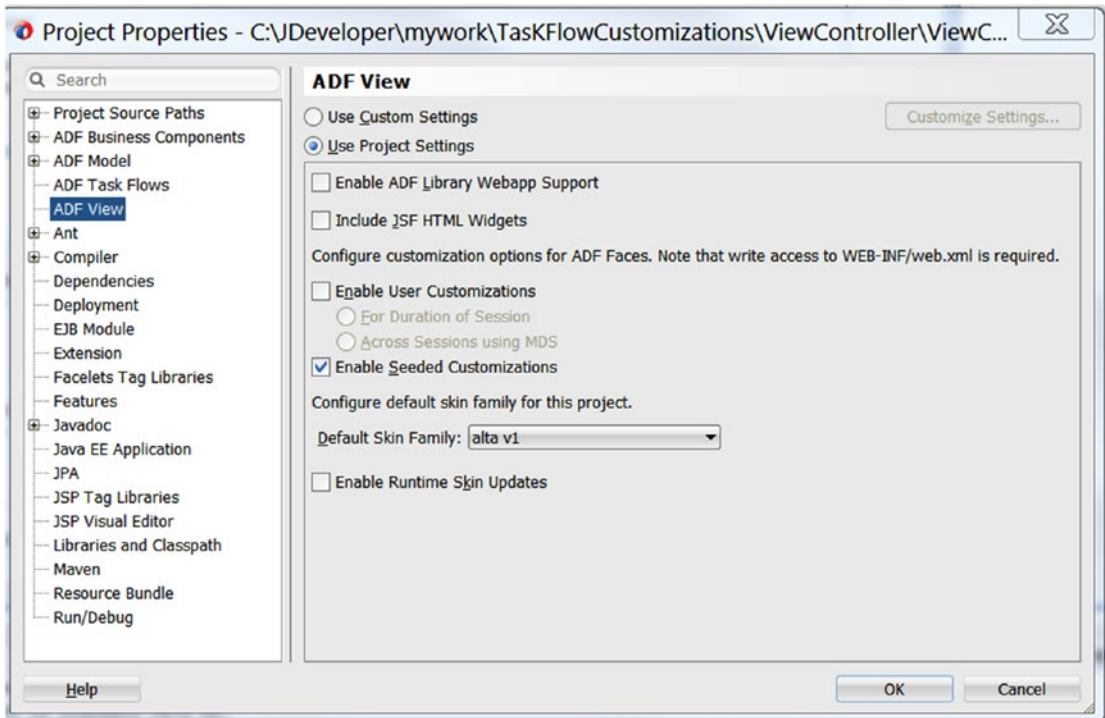 Project Properties - C:\JDeveloper\mywork\TasKFlowCustomizations\ViewController\ViewC...
Search
Project Source Paths
ADF Business Components
ADF Model
ADF Task Flows
ADF View
Ant
Compiler
Dependencies
Deployment
EJB Module
Extension
Facelets Tag Libraries
Features
Javadoc
Java EE Application
JPA
JSP Tag Libraries
JSP Visual Editor
Libraries and Classpath
Maven
Resource Bundle
Run/Debug
ADF View
Use Custom Settings
Customize Settings...
Use Project Settings
Enable ADF Library Webapp Support
Include JSF HTML Widgets
Configure customization options for ADF Faces. Note that write access to WEB-INF/web.xml is required.
Enable User Customizations
For Duration of Session
Across Sessions using MDS
Enable Seeded Customizations
Configure default skin family for this project.
Default Skin Family: alta v1
Enable Runtime Skin Updates
Help
OK
Cancel